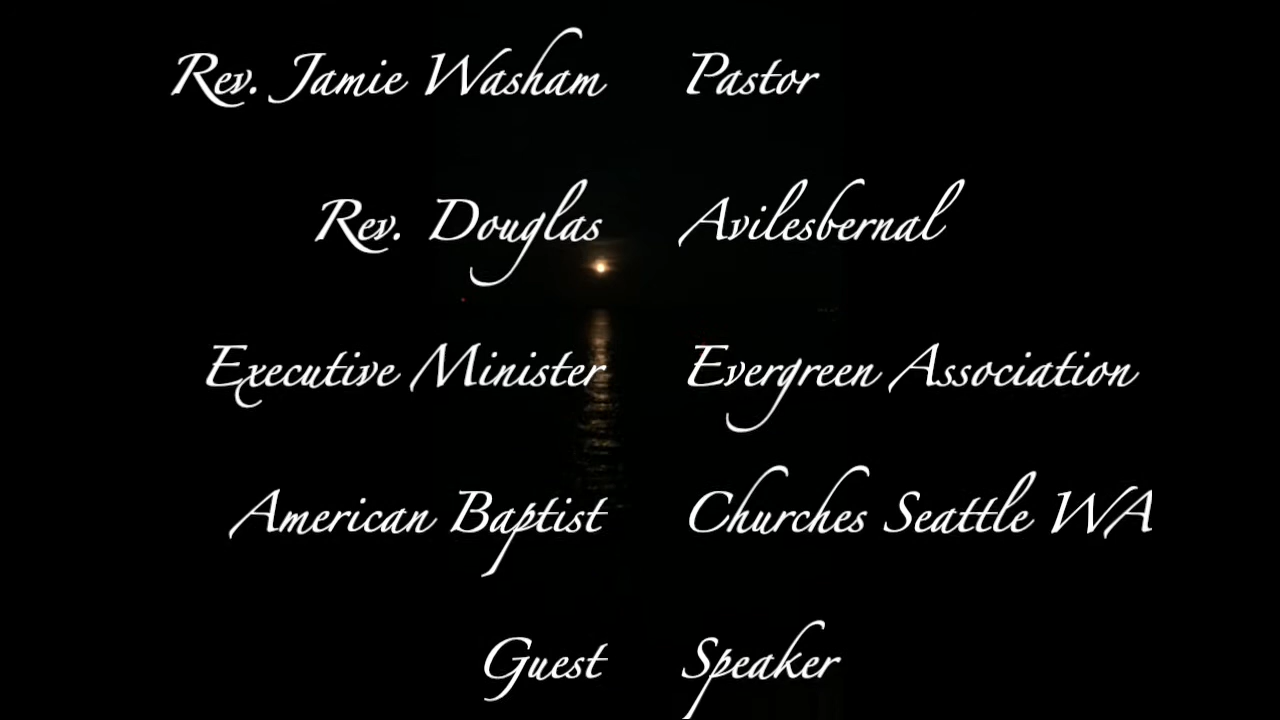 Rev. Jamie Washam Pastor
Rev. Douglas Avilesbernal
Executive Minister Evergreen Association
American Baptist Churches Seattle WA
Guest Speaker